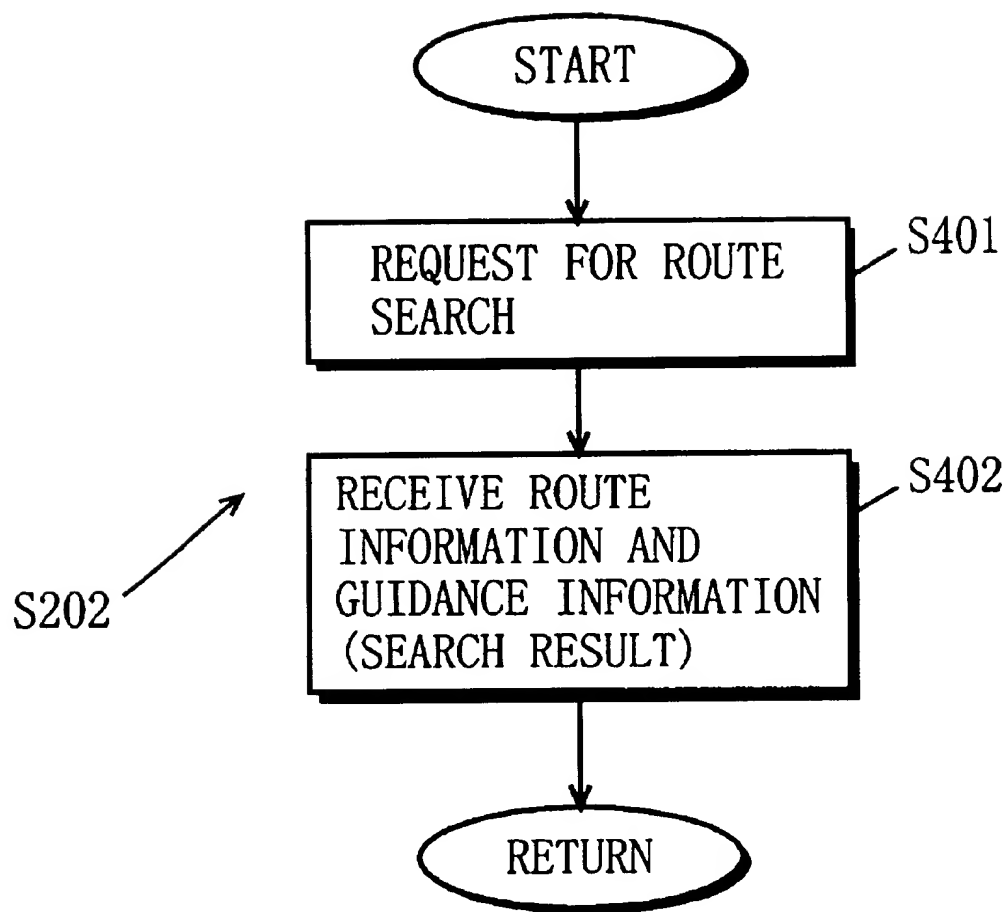 START
REQUEST FOR ROUTE
SEARCH
S401
RECEIVE ROUTE
INFORMATION AND
GUIDANCE INFORMATION
(SEARCH RESULT)
S402
S202
RETURN